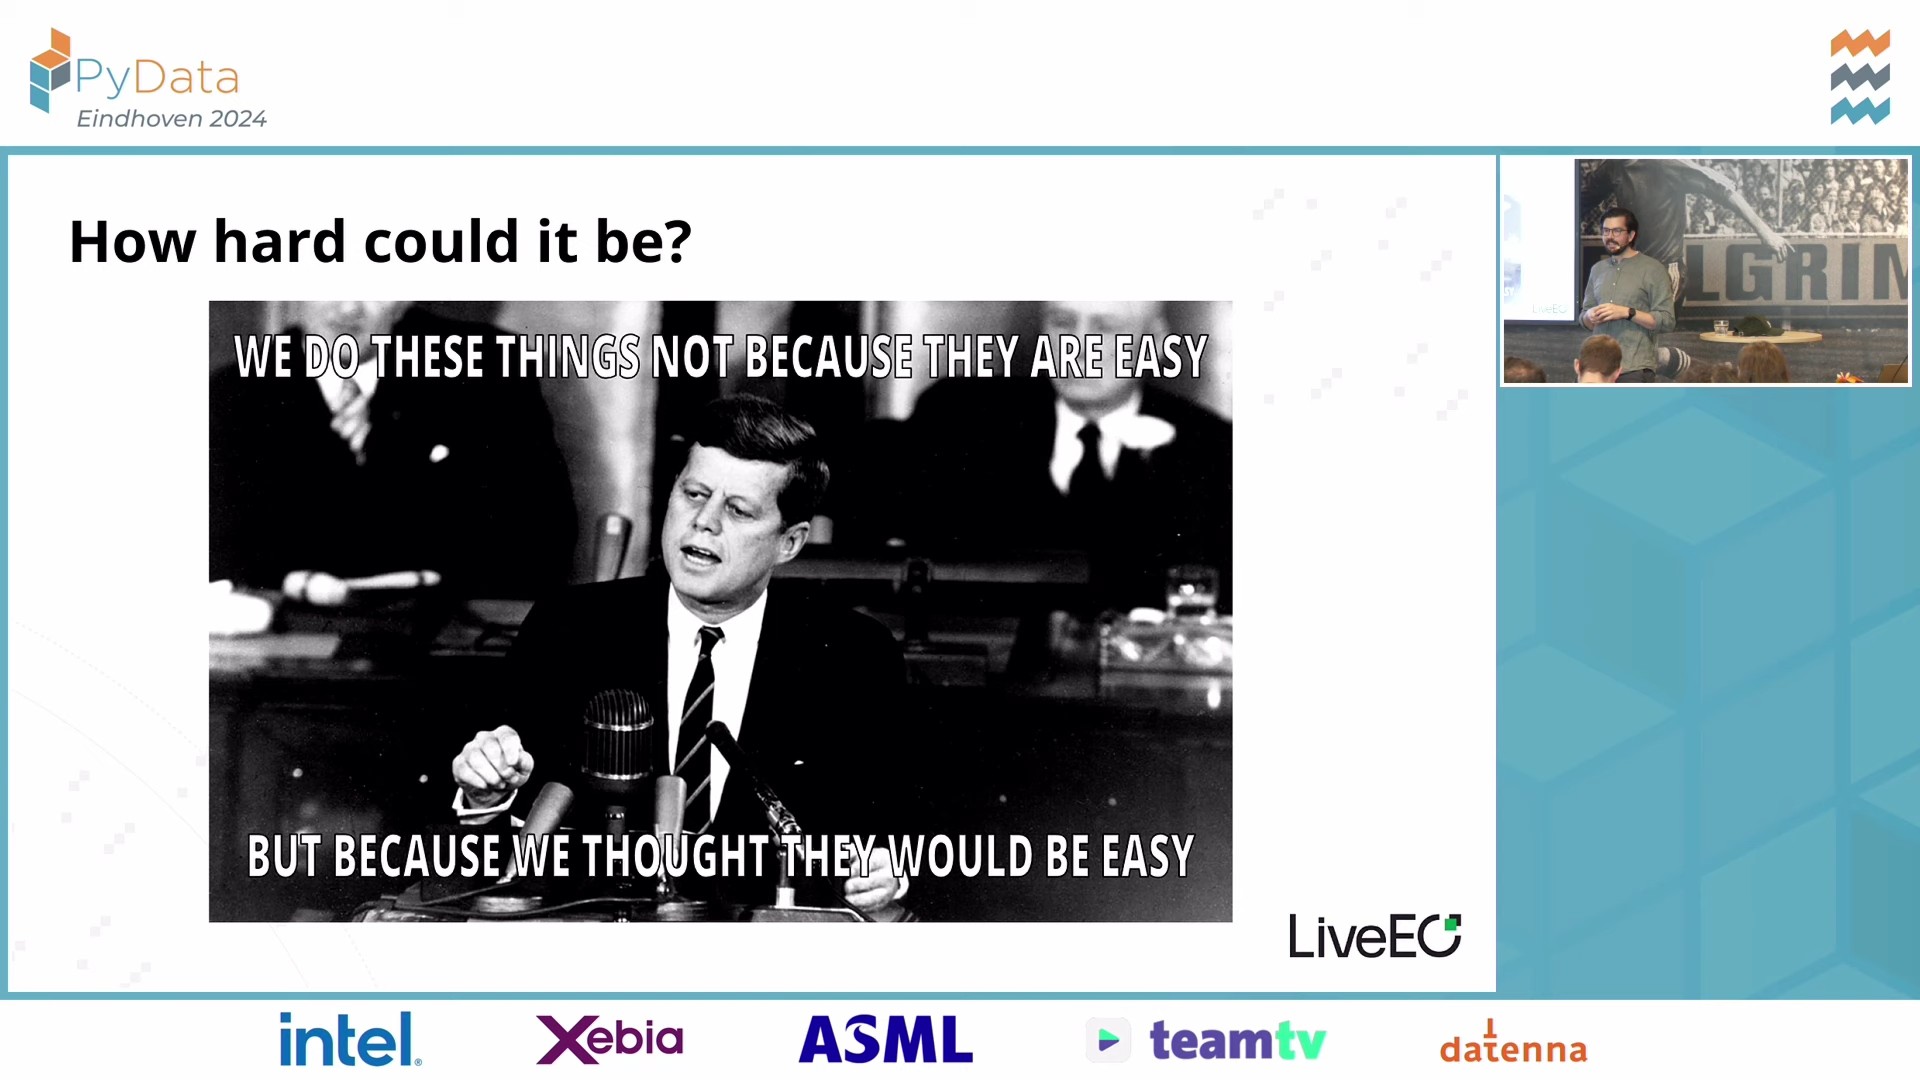 PyData
Eindhoven 2024
How hard could it be?
WE DO THESE THINGS NOT BECAUSE THEY ARE EASY
BUT BECAUSE WE THOUGHT THEY WOULD BE EASY
LiveEO
LGRIM
LiveEO
intel
Xebia
ASML
teamtv
datenna